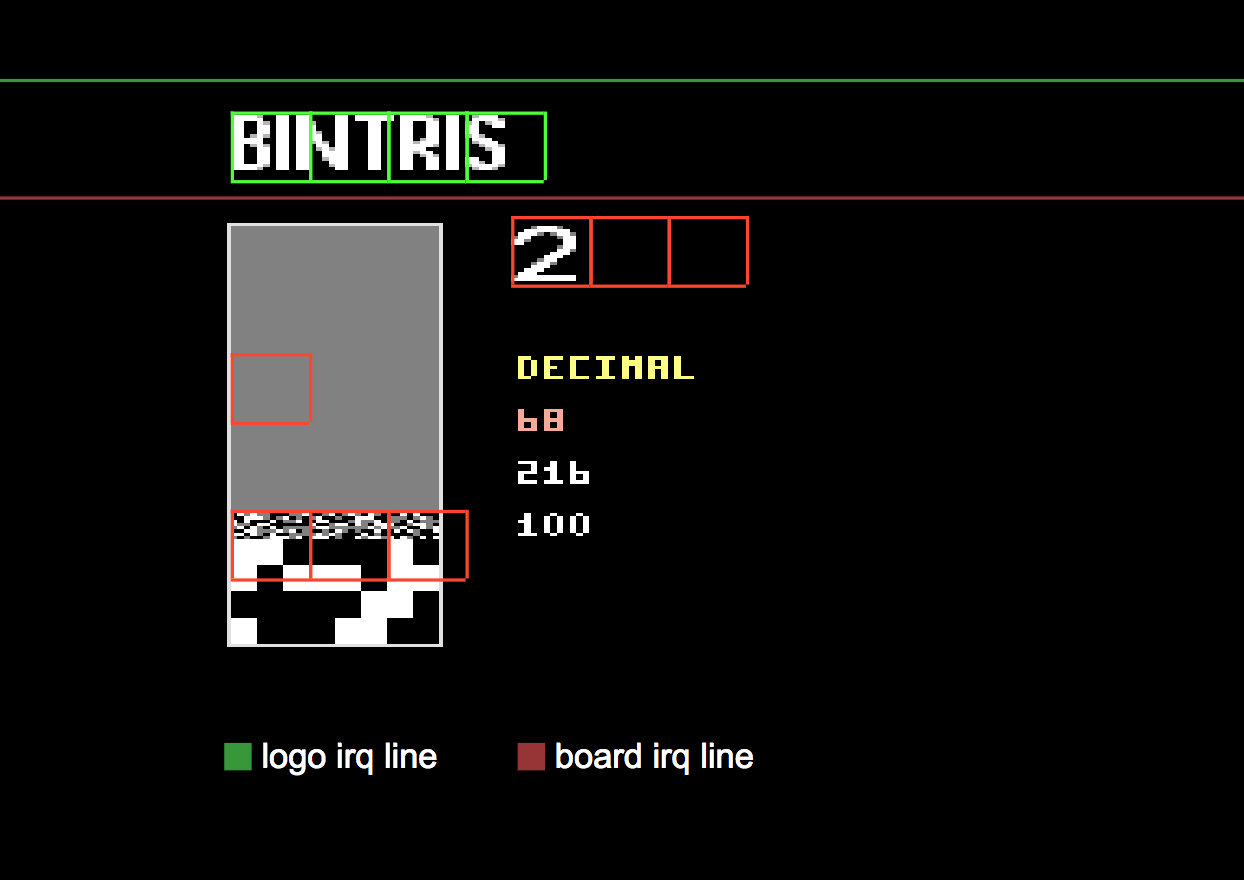 BINTRIS
2
DECIMAL
68
216
100
logo irq line
board irq line